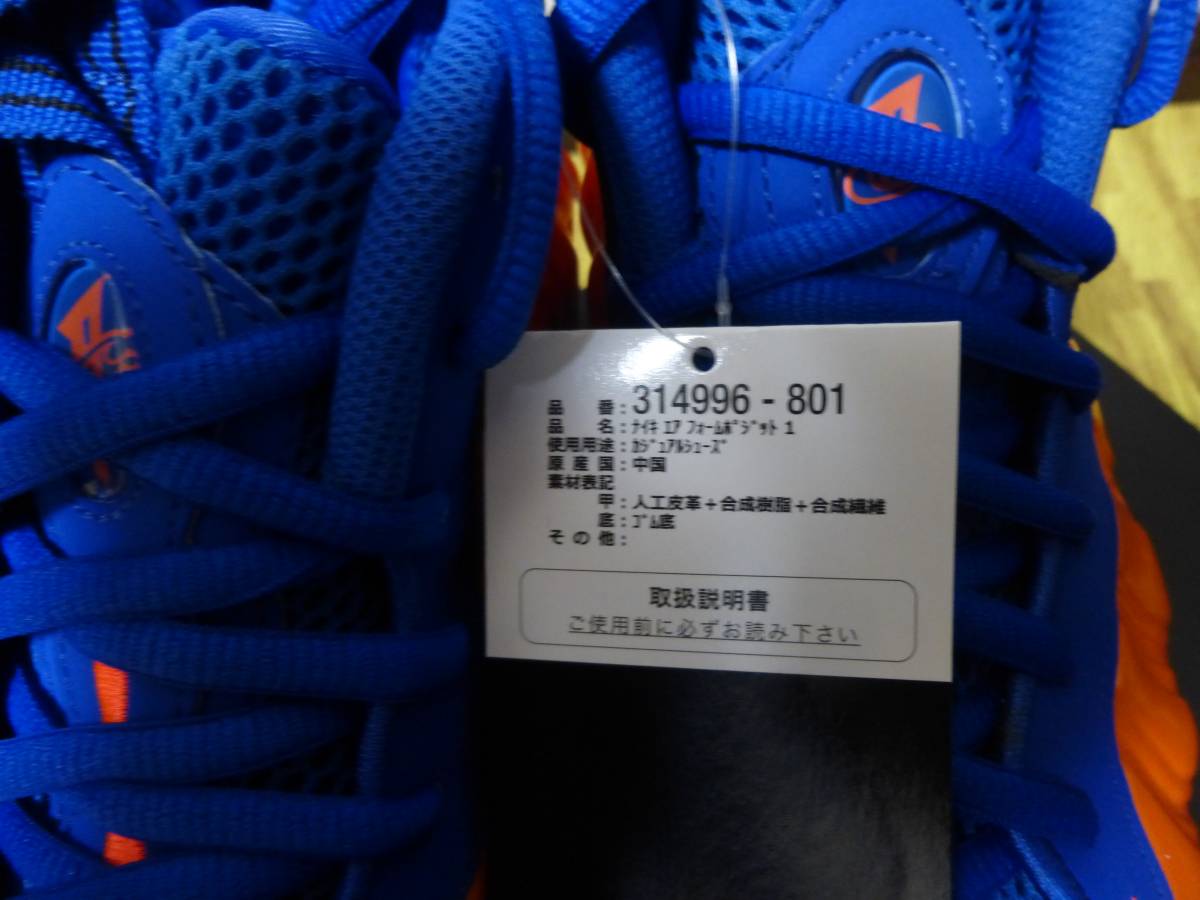 品 番: 314996 - 801
品 名: ﾅｲｷ ｴｱ ﾌｫｰﾑﾎﾟｼﾞｯﾄ 1
使用用途: ｶｼﾞｭｱﾙｼｭｰｽﾞ
原 産 国: 中国
素材表記
甲: 人工皮革＋合成樹脂＋合成繊維
底: ｺﾞﾑ底
そ の 他:
取扱説明書
ご使用前に必ずお読み下さい